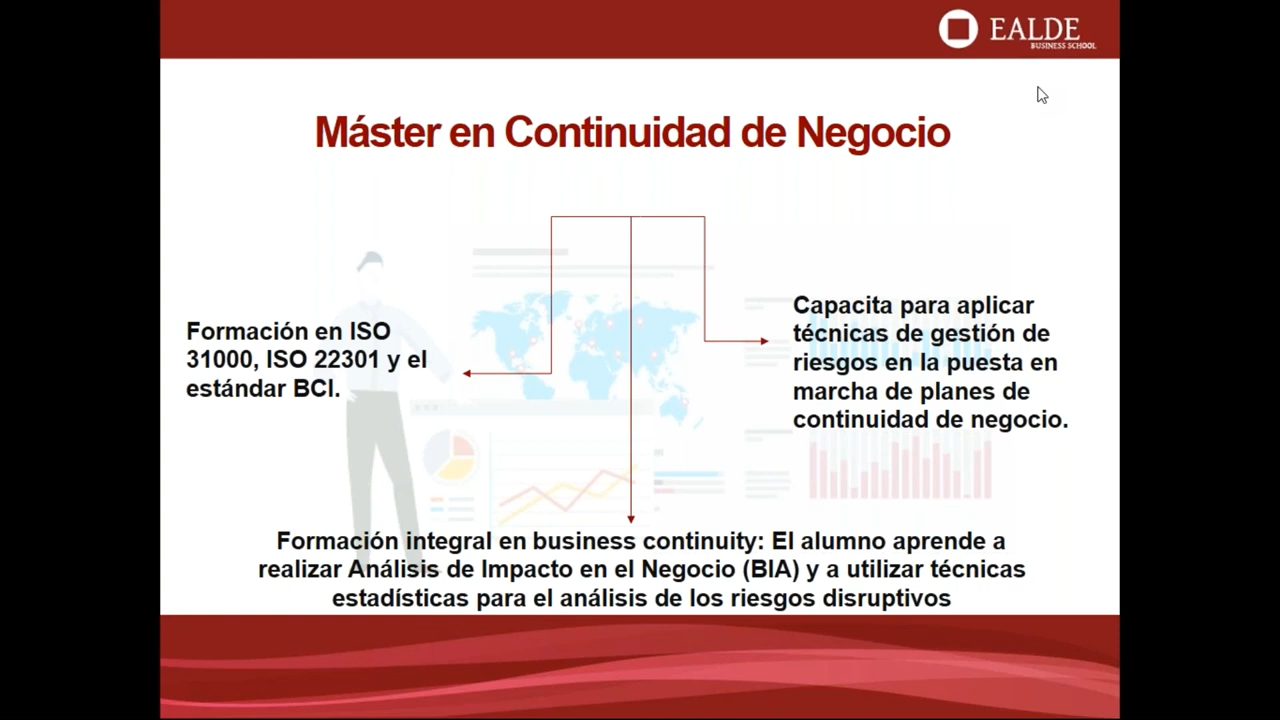 EALDE
BUSINESS SCHOOL
Máster en Continuidad de Negocio
Formación en ISO
31000, ISO 22301 y el
estándar BCI.
Capacita para aplicar
técnicas de gestión de
riesgos en la puesta en
marcha de planes de
continuidad de negocio.
Formación integral en business continuity: El alumno aprende a
realizar Análisis de Impacto en el Negocio (BIA) y a utilizar técnicas
estadísticas para el análisis de los riesgos disruptivos